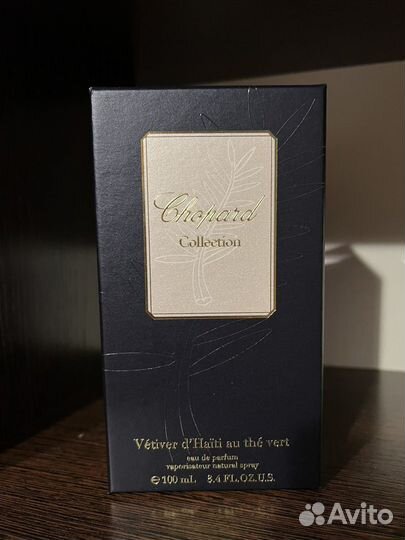 Chopard
Collection
Vétiver d'Haïti au thé vert
eau de parfum
vaporisateur natural spray
℮ 100 mL 3.4 FL.OZ.U.S.
Avito